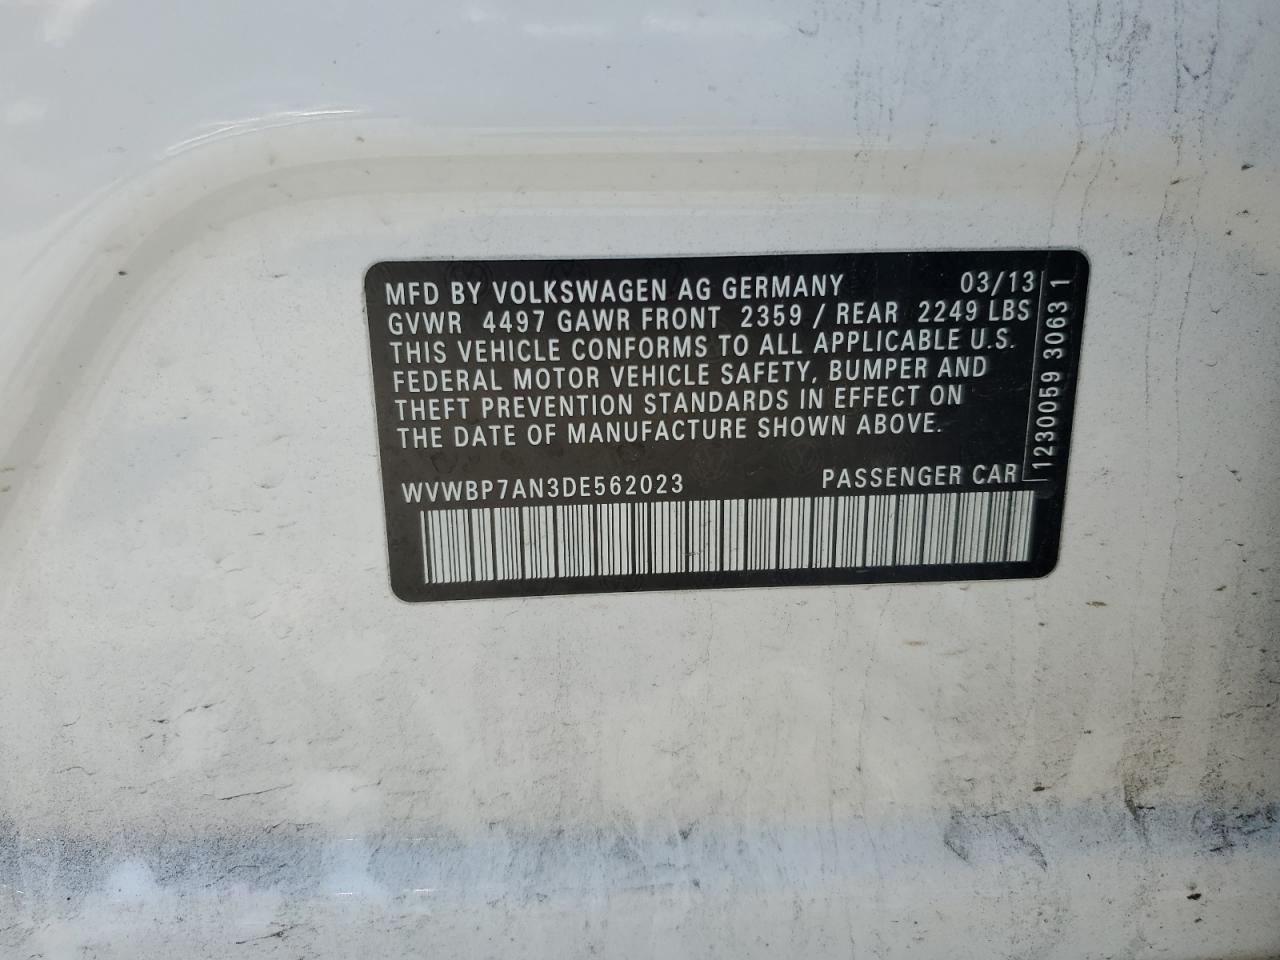 MFD BY VOLKSWAGEN AG GERMANY 03/13
GVWR 4497 GAWR FRONT 2359 / REAR 2249 LBS
THIS VEHICLE CONFORMS TO ALL APPLICABLE U.S.
FEDERAL MOTOR VEHICLE SAFETY, BUMPER AND
THEFT PREVENTION STANDARDS IN EFFECT ON
THE DATE OF MANUFACTURE SHOWN ABOVE.
WVWBP7AN3DE562023 PASSENGER CAR
1230059 3063 1